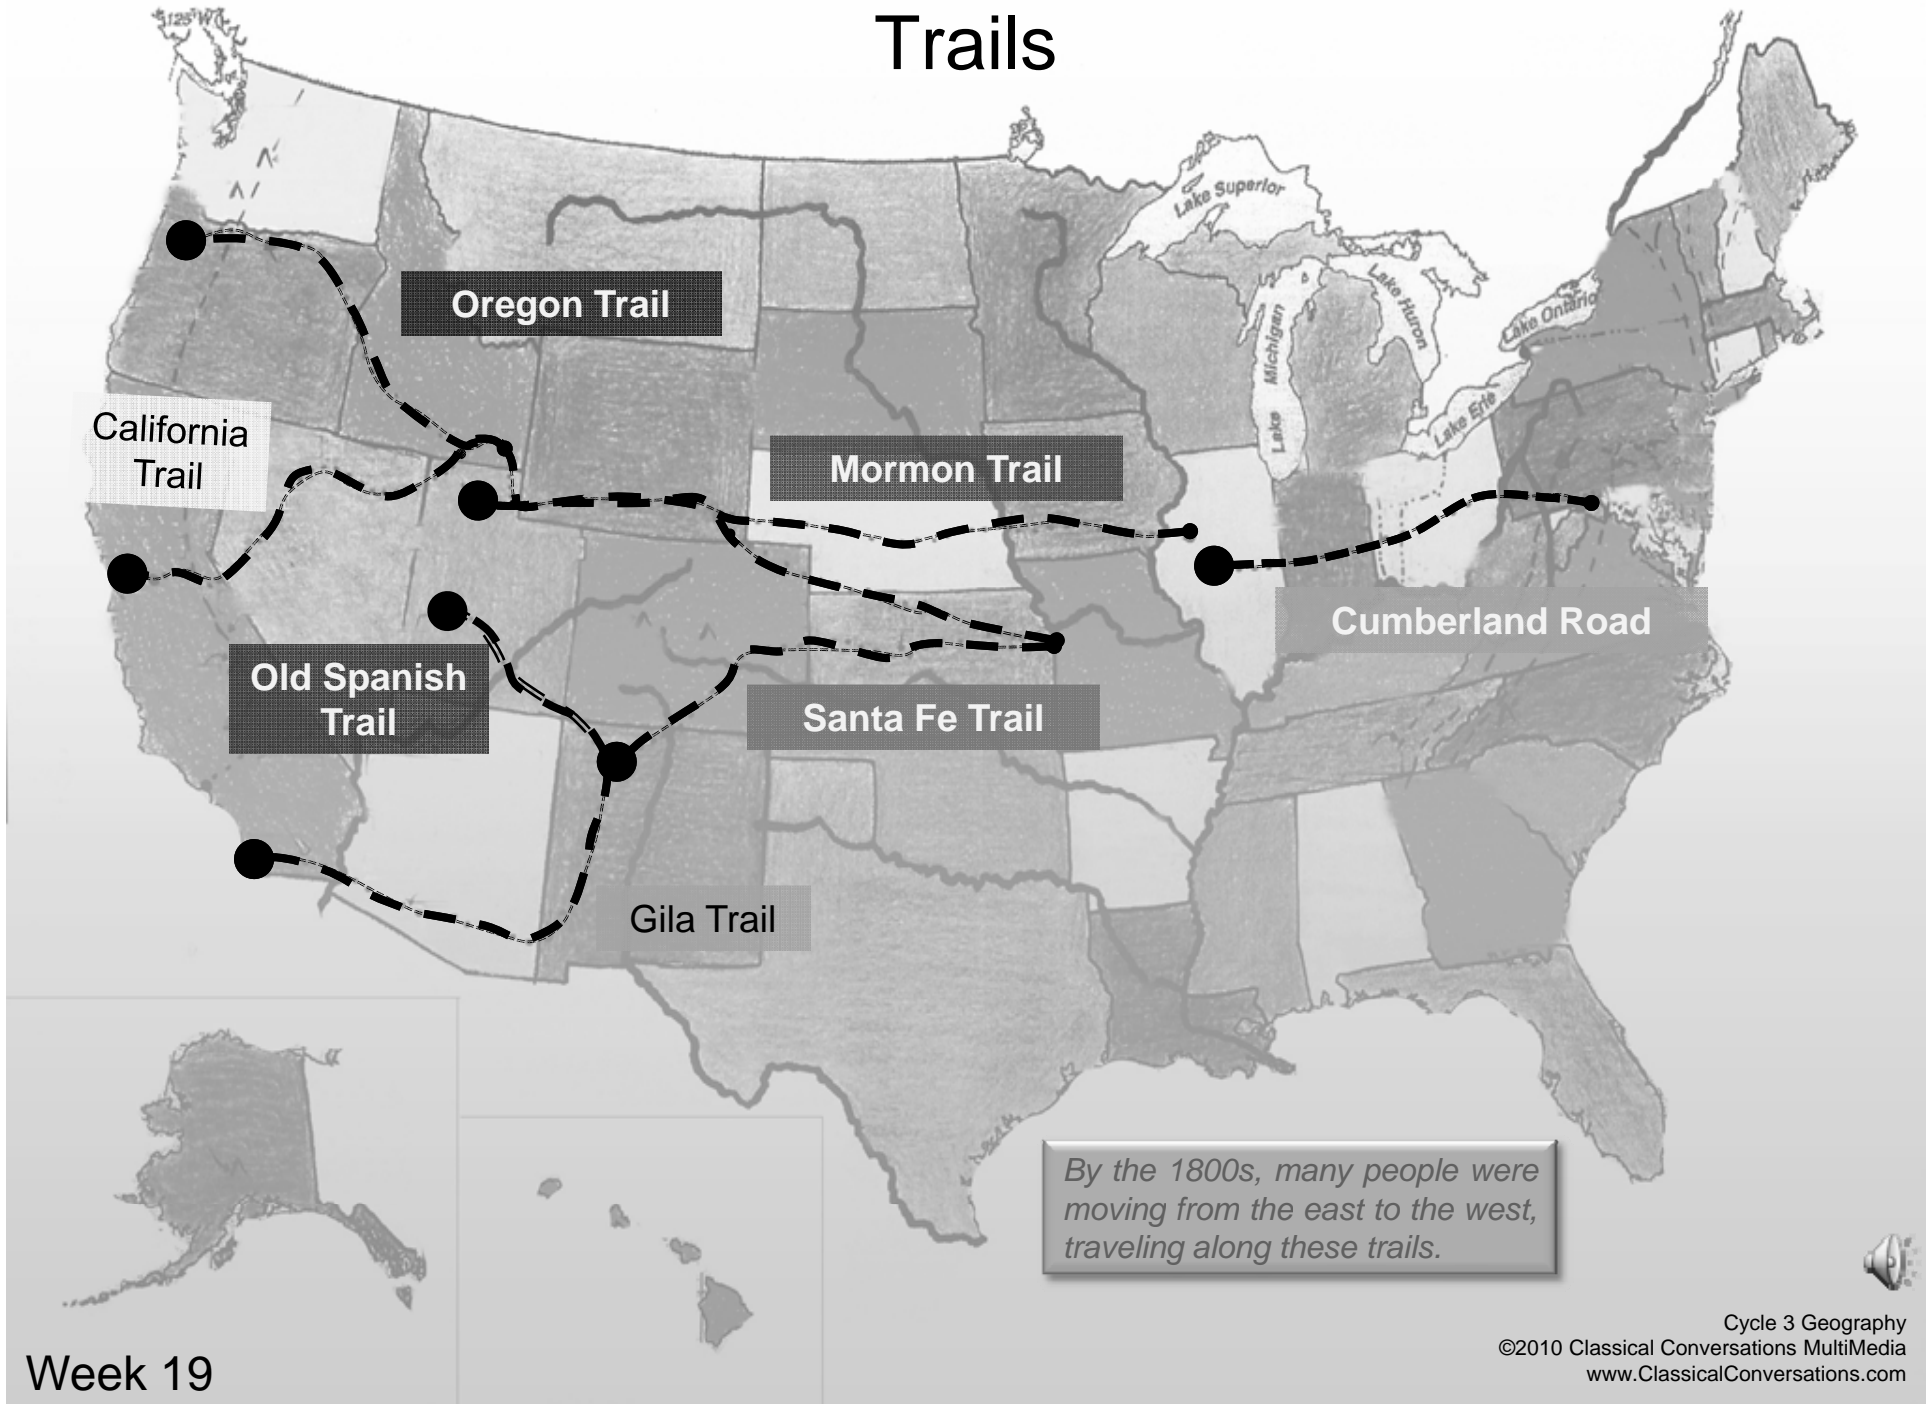 Trails
125°W
Lake Superior
Lake Huron
Lake Ontario
Lake Michigan
Lake Erie
Oregon Trail
California
Trail
Mormon Trail
Cumberland Road
Old Spanish
Trail
Santa Fe Trail
Gila Trail
By the 1800s, many people were
moving from the east to the west,
traveling along these trails.
Cycle 3 Geography
©2010 Classical Conversations MultiMedia
www.ClassicalConversations.com
Week 19